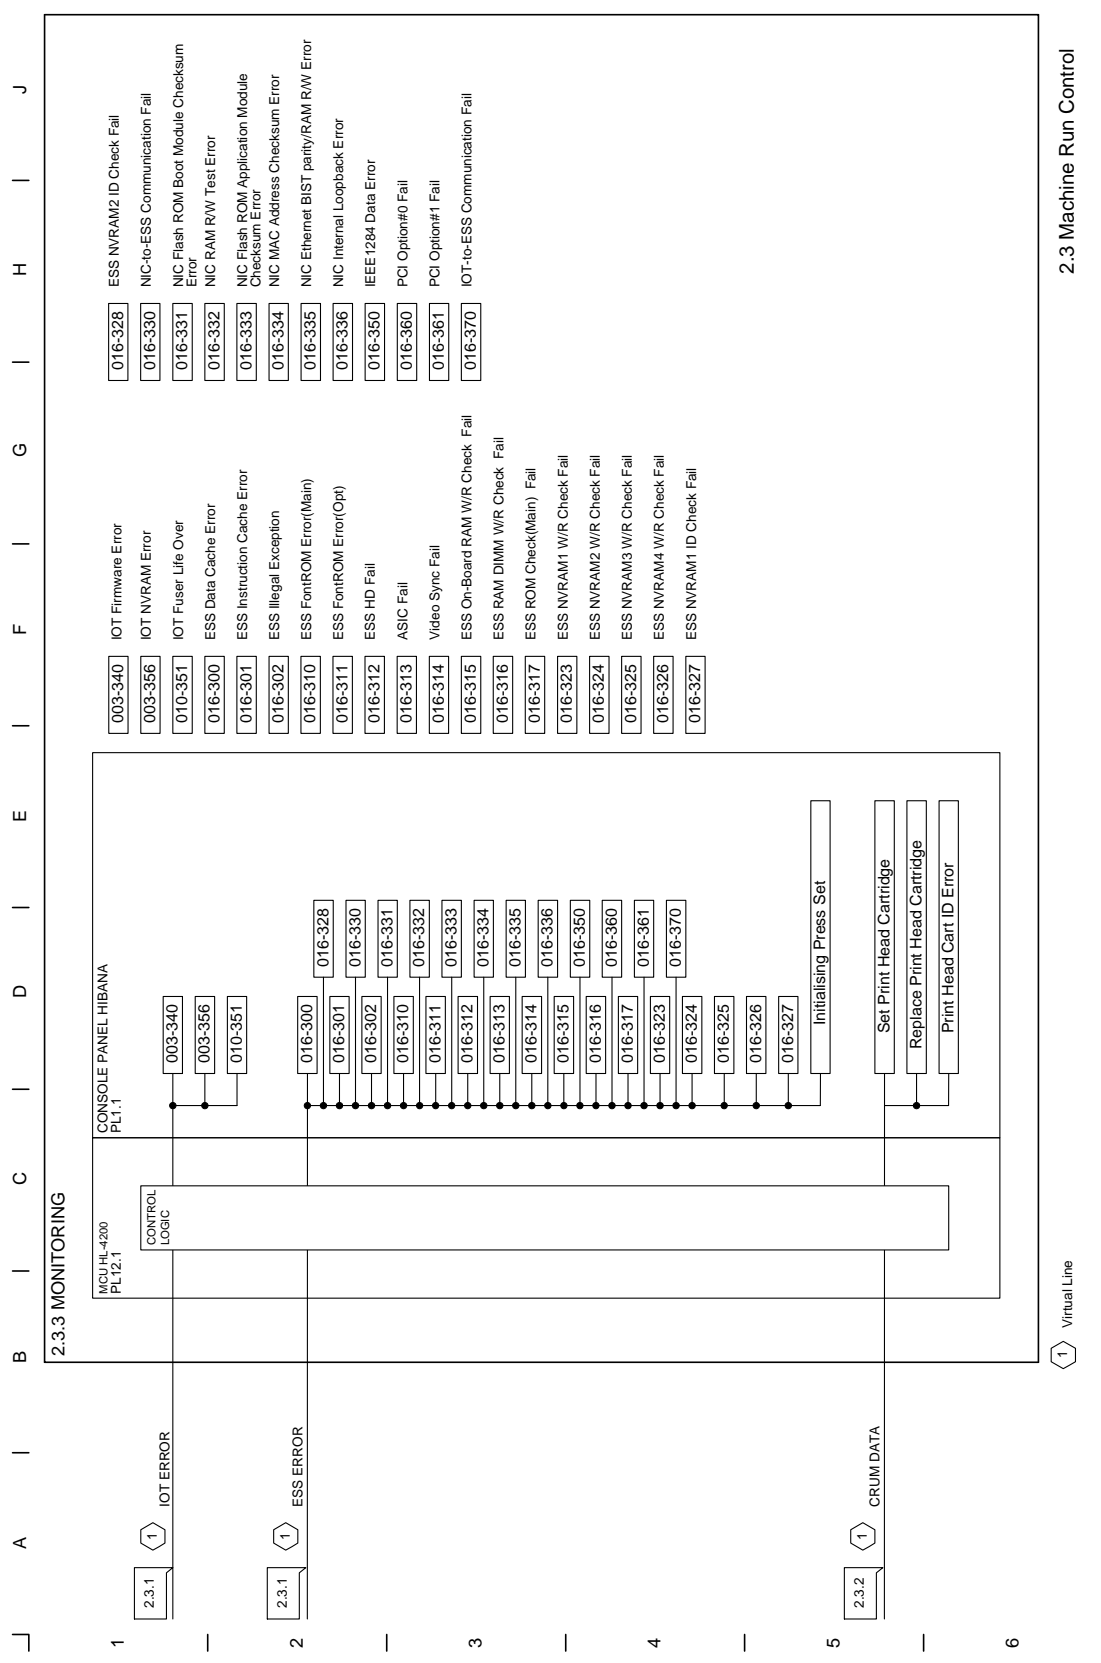 J
I
H
I
G
I
F
I
E
I
D
I
C
I
B
I
A
1
2
3
4
5
6
2.3.3 MONITORING
MCU HL-4200
PL12.1
CONTROL
LOGIC
CONSOLE PANEL HIBANA
PL1.1
2.3.1
1
IOT ERROR
2.3.1
1
ESS ERROR
2.3.2
1
CRUM DATA
003-340
003-356
010-351
016-300
016-328
016-301
016-330
016-302
016-331
016-310
016-332
016-311
016-333
016-312
016-334
016-313
016-335
016-314
016-336
016-315
016-350
016-316
016-360
016-317
016-361
016-323
016-370
016-324
016-325
016-326
016-327
Initialising Press Set
Set Print Head Cartridge
Replace Print Head Cartridge
Print Head Cart ID Error
003-340 IOT Firmware Error
003-356 IOT NVRAM Error
010-351 IOT Fuser Life Over
016-300 ESS Data Cache Error
016-301 ESS Instruction Cache Error
016-302 ESS Illegal Exception
016-310 ESS FontROM Error(Main)
016-311 ESS FontROM Error(Opt)
016-312 ESS HD Fail
016-313 ASIC Fail
016-314 Video Sync Fail
016-315 ESS On-Board RAM W/R Check Fail
016-316 ESS RAM DIMM W/R Check Fail
016-317 ESS ROM Check(Main) Fail
016-323 ESS NVRAM1 W/R Check Fail
016-324 ESS NVRAM2 W/R Check Fail
016-325 ESS NVRAM3 W/R Check Fail
016-326 ESS NVRAM4 W/R Check Fail
016-327 ESS NVRAM1 ID Check Fail
016-328 ESS NVRAM2 ID Check Fail
016-330 NIC-to-ESS Communication Fail
016-331 NIC Flash ROM Boot Module Checksum
Error
016-332 NIC RAM R/W Test Error
016-333 NIC Flash ROM Application Module
Checksum Error
016-334 NIC MAC Address Checksum Error
016-335 NIC Ethernet BIST parity/RAM R/W Error
016-336 NIC Internal Loopback Error
016-350 IEEE1284 Data Error
016-360 PCI Option#0 Fail
016-361 PCI Option#1 Fail
016-370 IOT-to-ESS Communication Fail
1 Virtual Line
2.3 Machine Run Control